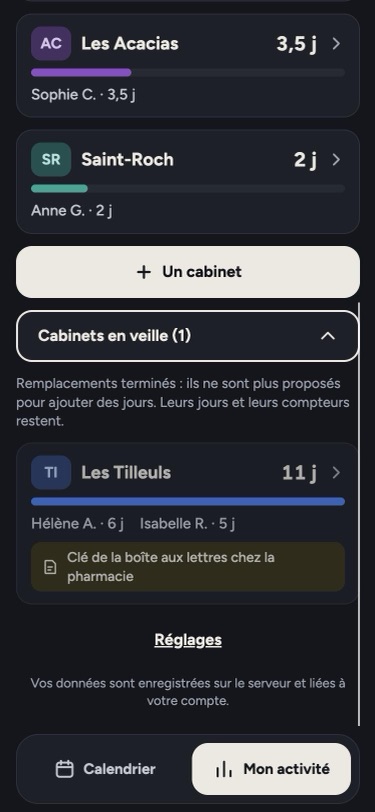 AC Les Acacias 3,5 j
Sophie C. · 3,5 j
SR Saint-Roch 2 j
Anne G. · 2 j
+ Un cabinet
Cabinets en veille (1)
Remplacements terminés : ils ne sont plus proposés
pour ajouter des jours. Leurs jours et leurs compteurs
restent.
TI Les Tilleuls 11 j
Hélène A. · 6 j Isabelle R. · 5 j
Clé de la boîte aux lettres chez la
pharmacie
Réglages
Vos données sont enregistrées sur le serveur et liées à
votre compte.
Calendrier Mon activité